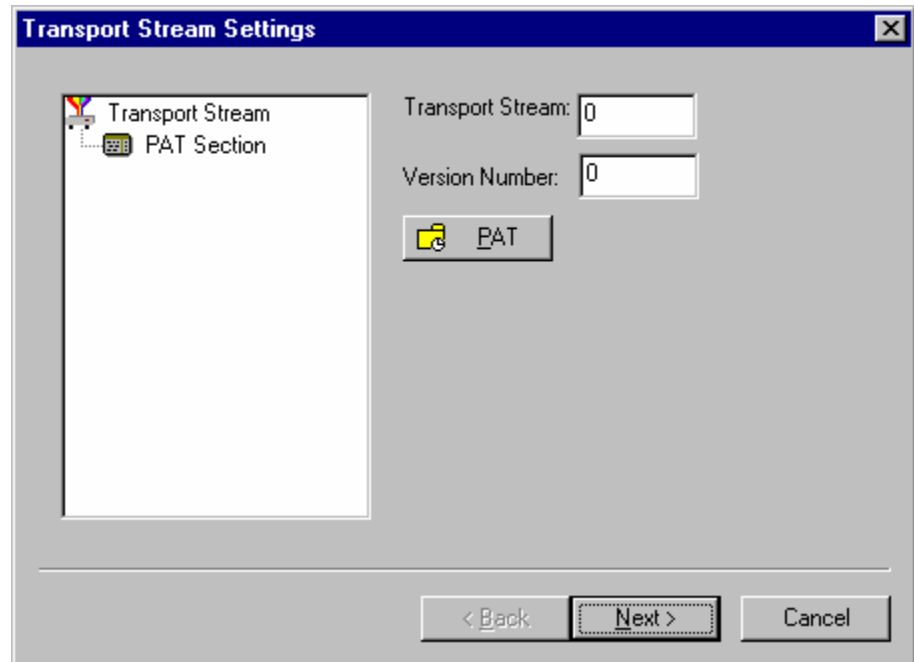 Transport Stream Settings
Transport Stream
PAT Section
Transport Stream: 0
Version Number: 0
PAT
< Back
Next >
Cancel